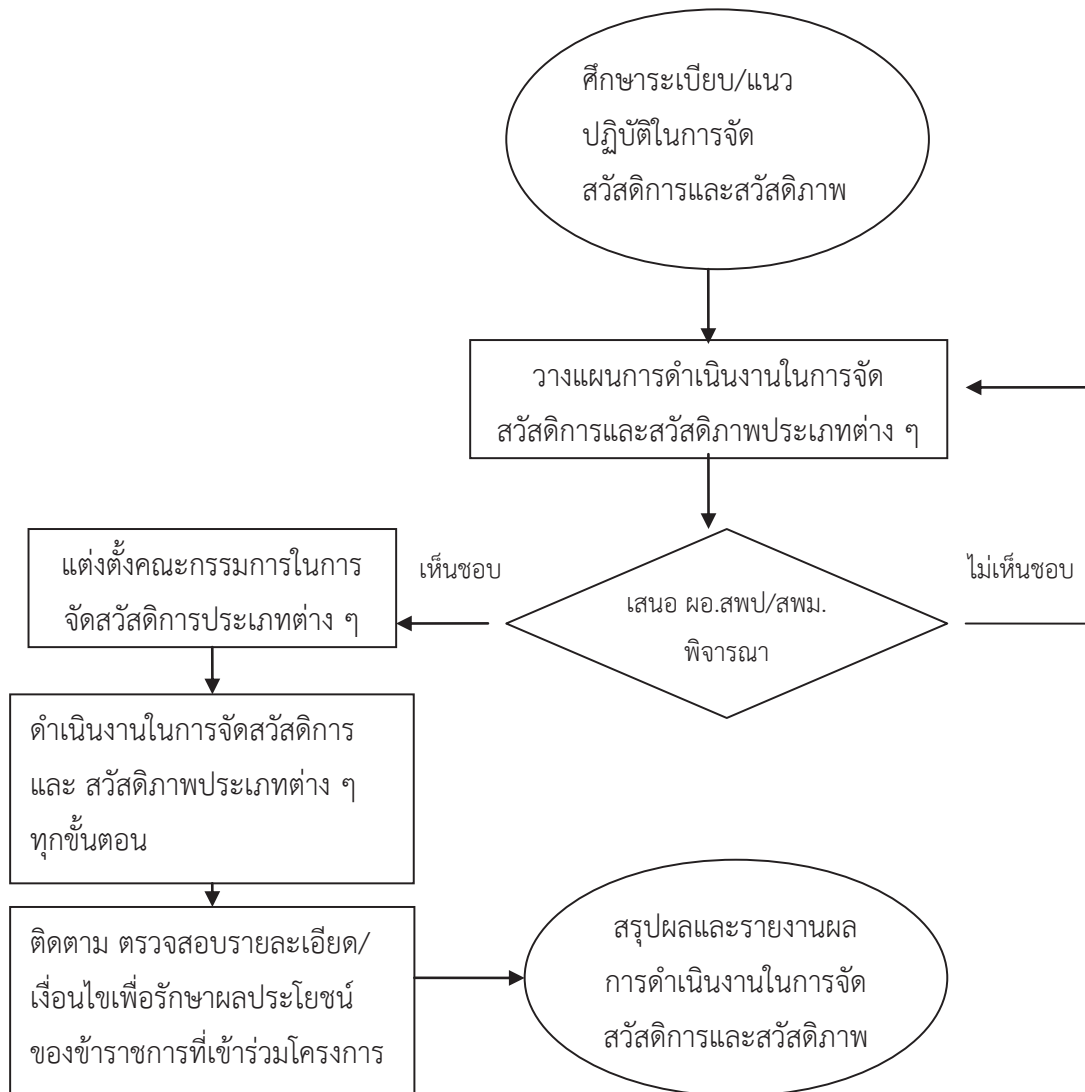 ศึกษาระเบียบ/แนว
ปฏิบัติในการจัด
สวัสดิการและสวัสดิภาพ
วางแผนการดำเนินงานในการจัด
สวัสดิการและสวัสดิภาพประเภทต่าง ๆ
แต่งตั้งคณะกรรมการในการ
จัดสวัสดิการประเภทต่าง ๆ
เห็นชอบ
เสนอ ผอ.สพป/สพม.
พิจารณา
ไม่เห็นชอบ
ดำเนินงานในการจัดสวัสดิการ
และ สวัสดิภาพประเภทต่าง ๆ
ทุกขั้นตอน
ติดตาม ตรวจสอบรายละเอียด/
เงื่อนไขเพื่อรักษาผลประโยชน์
ของข้าราชการที่เข้าร่วมโครงการ
สรุปผลและรายงานผล
การดำเนินงานในการจัด
สวัสดิการและสวัสดิภาพ